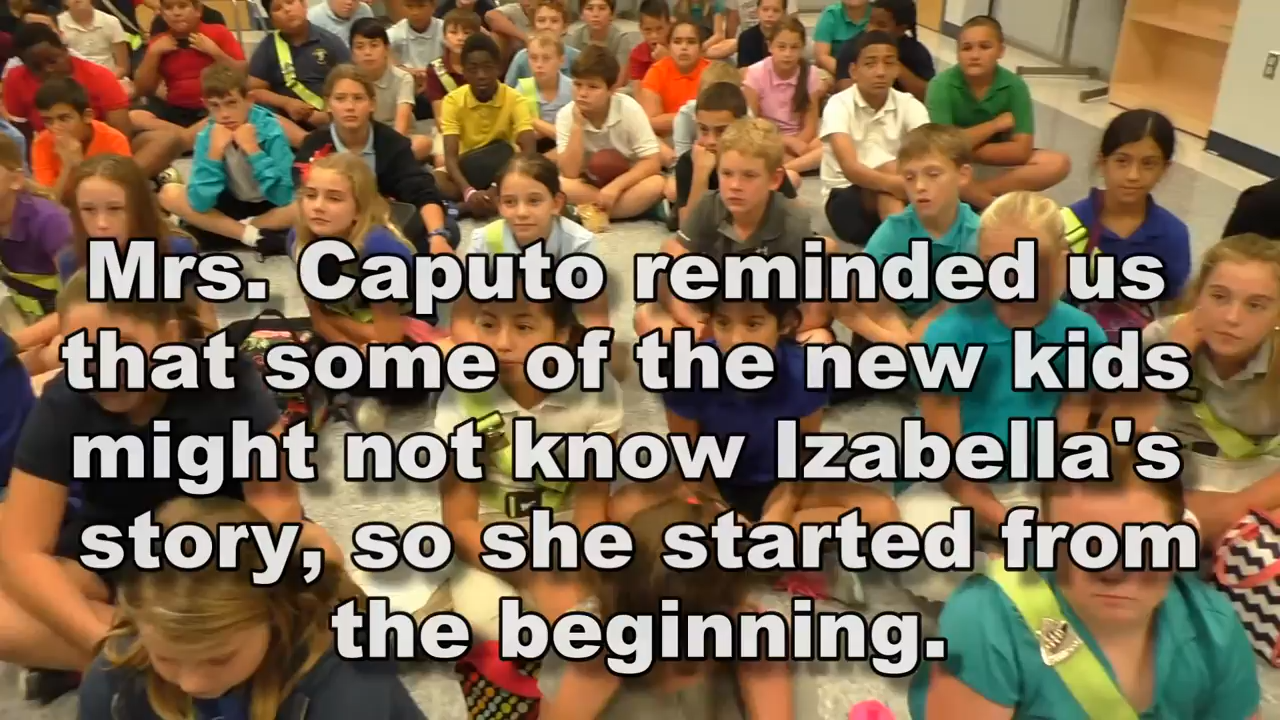 Mrs. Caputo reminded us
that some of the new kids
might not know Izabella's
story, so she started from
the beginning.